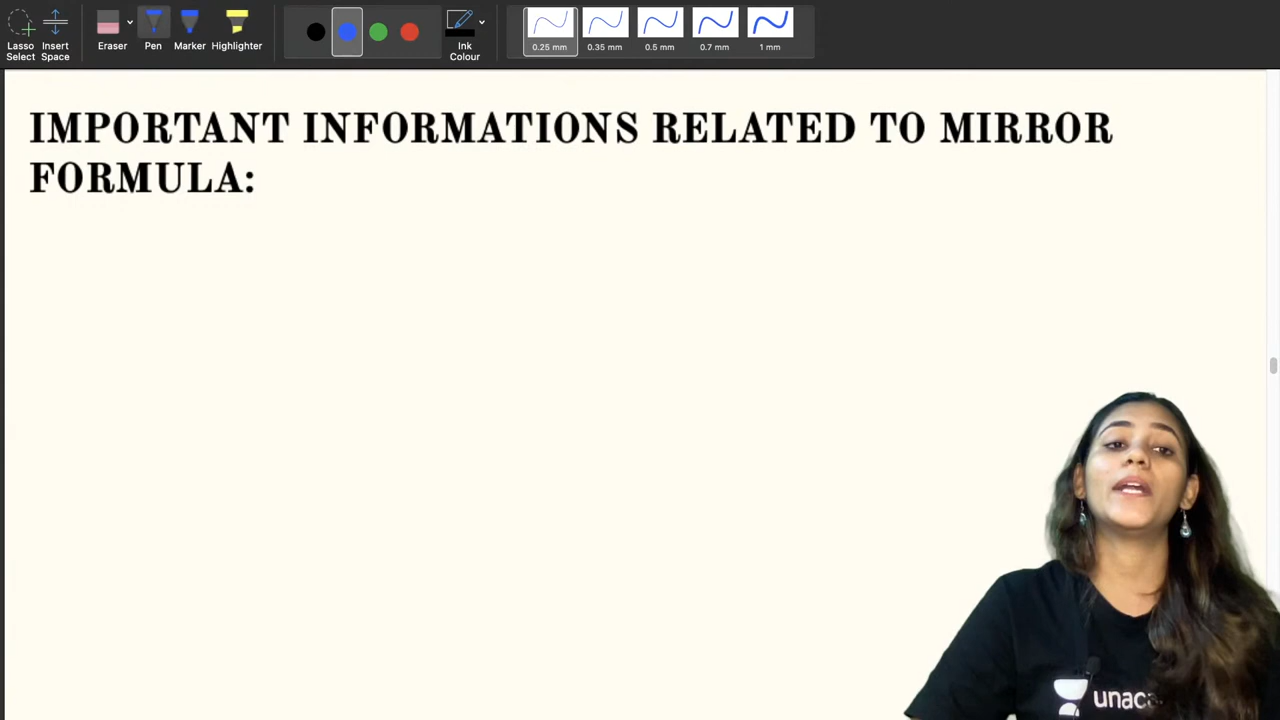 Lasso Select
Insert Space
Eraser
Pen
Marker
Highlighter
Ink Colour
0.25 mm
0.35 mm
0.5 mm
0.7 mm
1 mm
IMPORTANT INFORMATIONS RELATED TO MIRROR
FORMULA:
unac